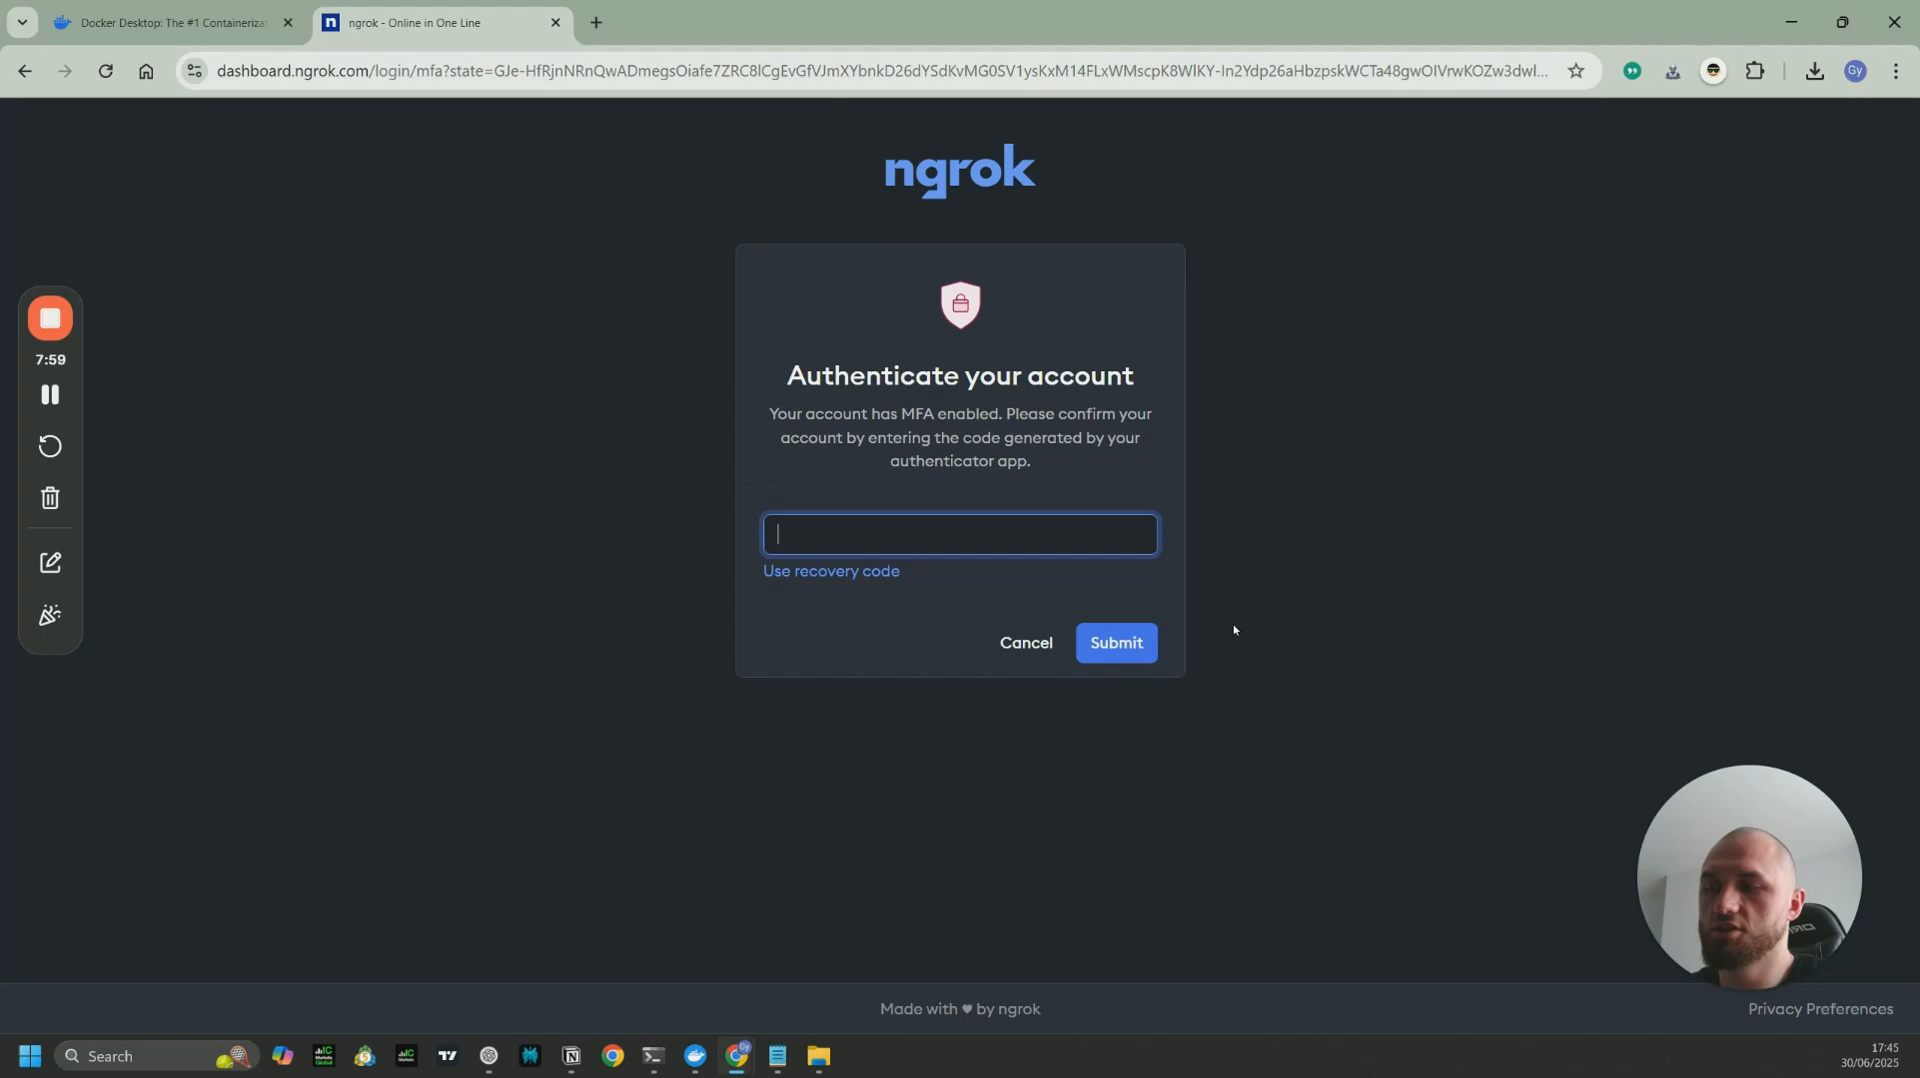 Docker Desktop: The #1 Containerizat
ngrok - Online in One Line
dashboard.ngrok.com/login/mfa?state=GJe-HfRjnNRnQwADmegsOiafe7ZRC8lCgEvGfVJmXYbnkD26dYSdKvMG0SV1ysKxM14FLxWMscpK8WlKY-In2Ydp26aHbzpskWCTa48gwOIVrwKOZw3dwl...
Gy
ngrok
7:59
Authenticate your account
Your account has MFA enabled. Please confirm your
account by entering the code generated by your
authenticator app.
Use recovery code
Cancel
Submit
Made with ♥ by ngrok
Privacy Preferences
Search
17:45
30/06/2025